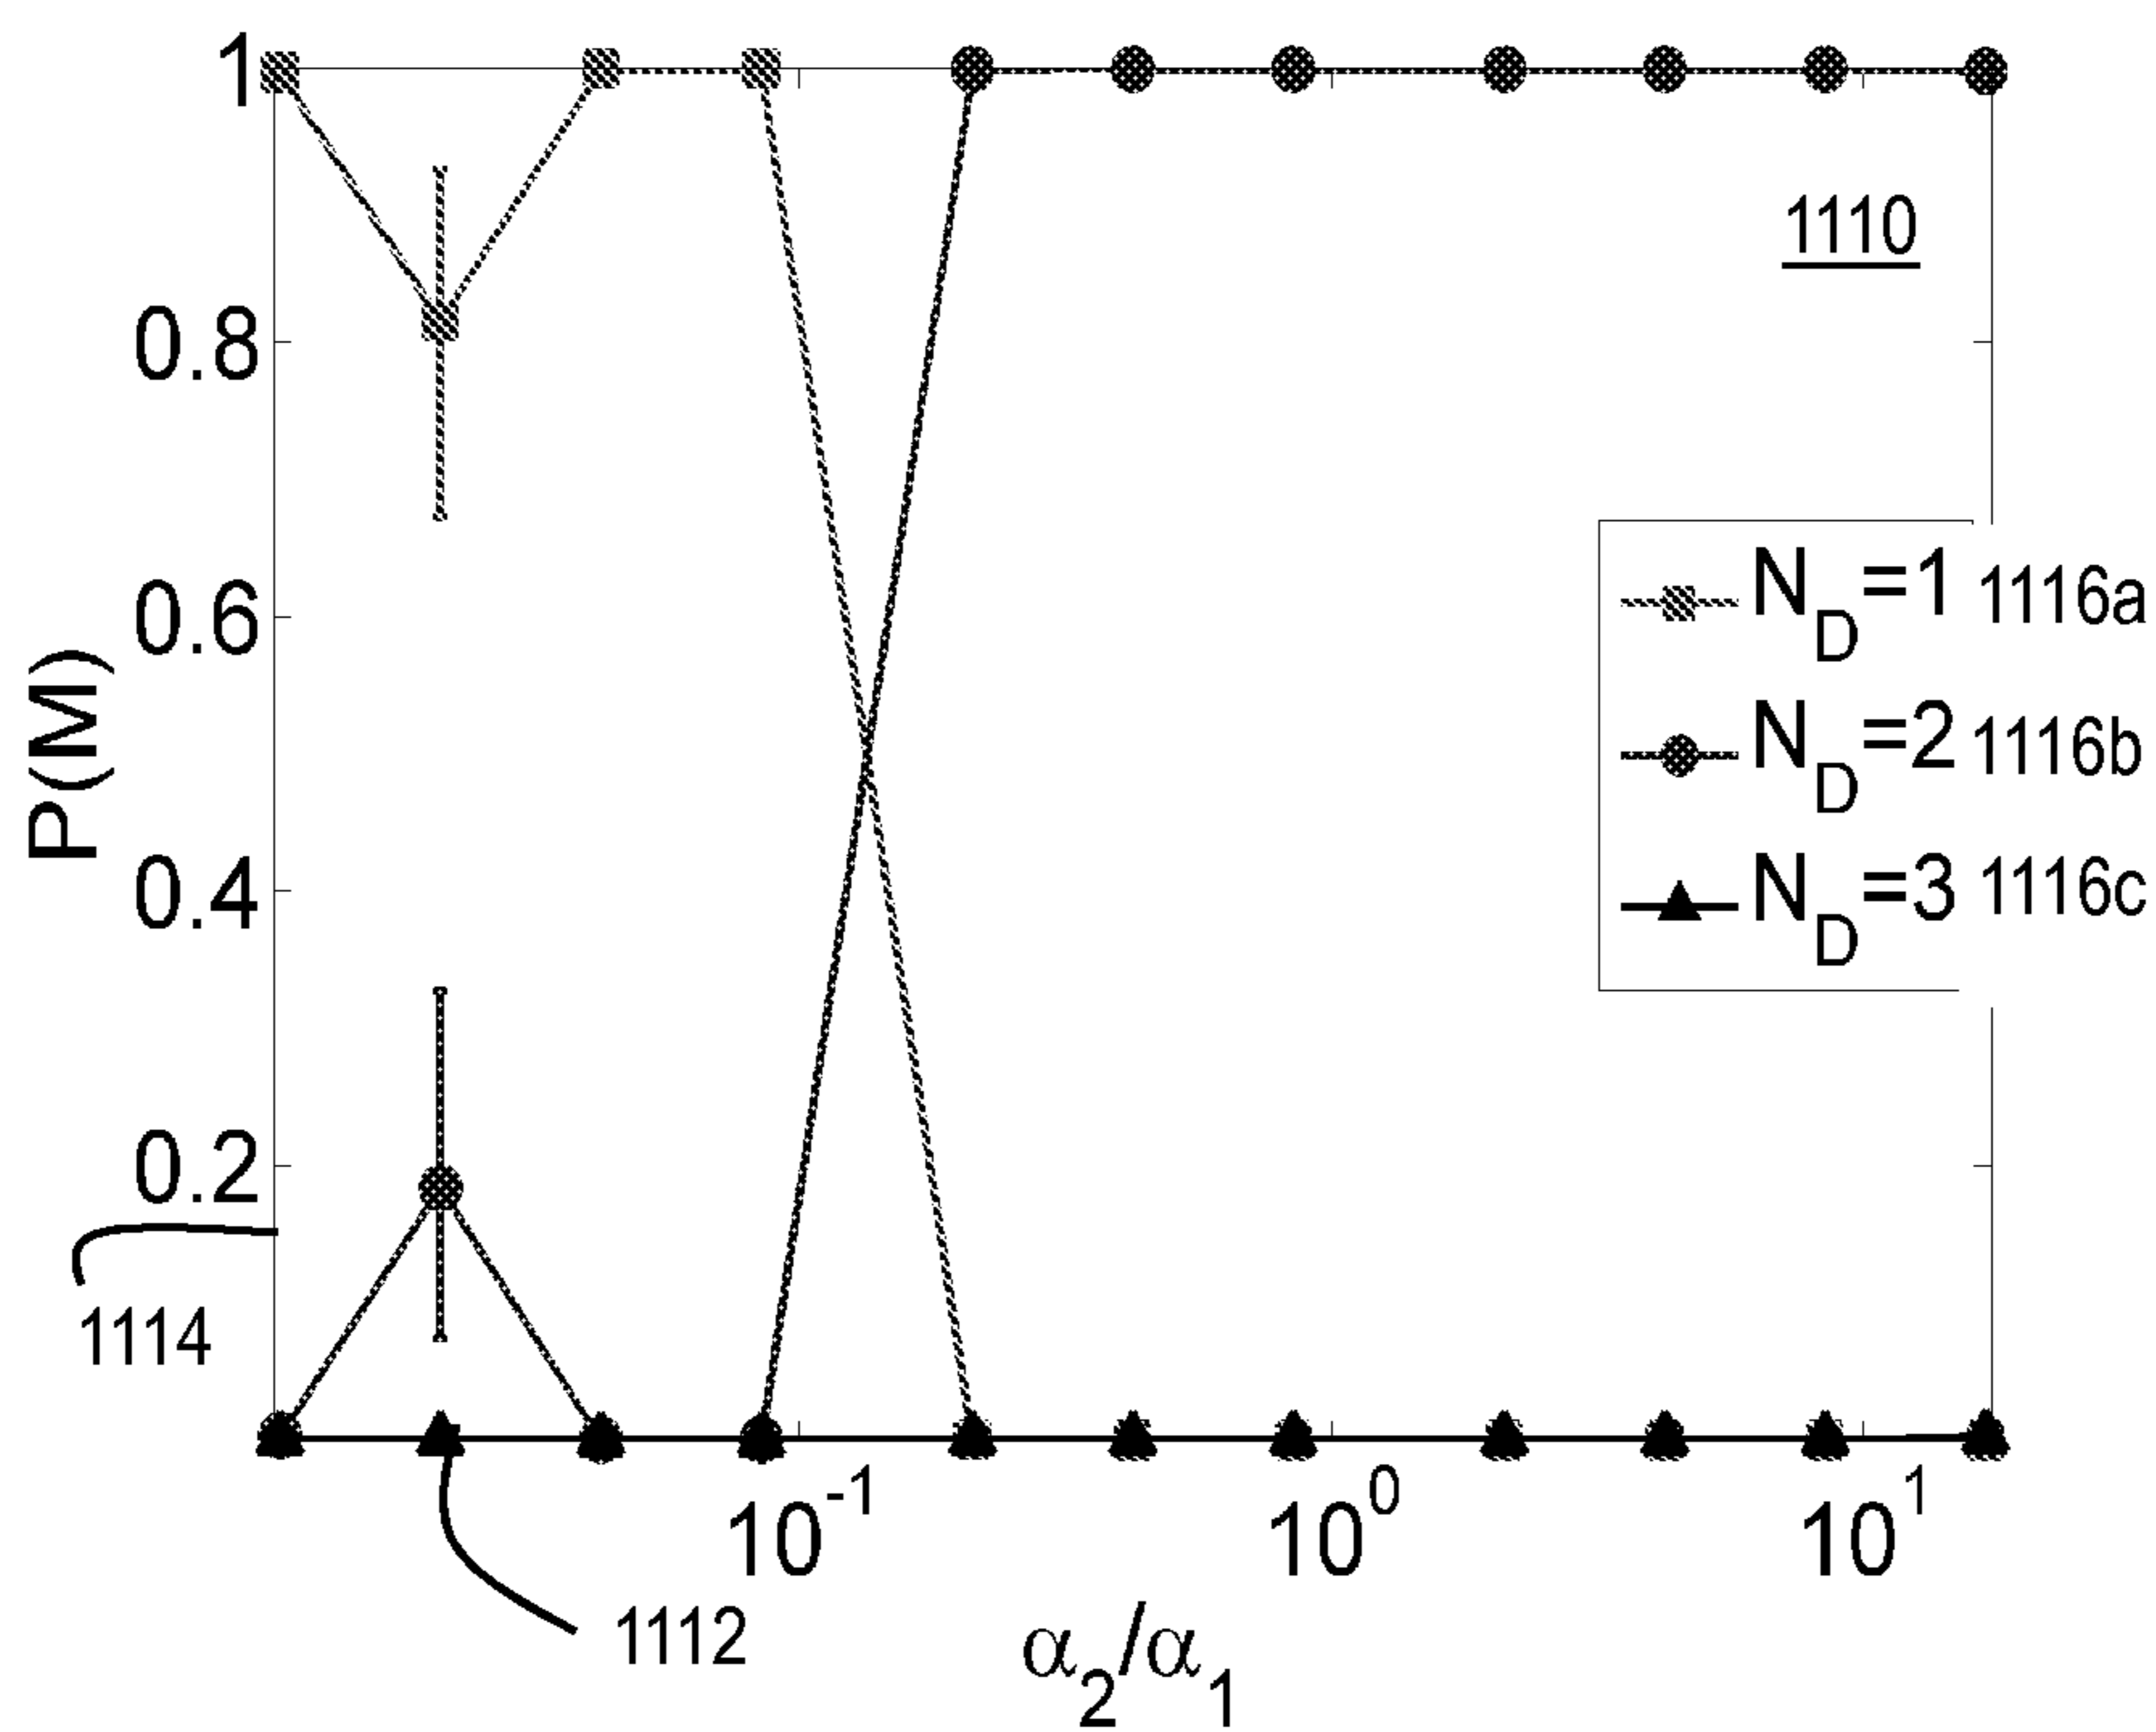 1
1110
0.8
N_D=1 1116a
0.6
P(M)
N_D=2 1116b
0.4
N_D=3 1116c
0.2
1114
10^-1
10^0
10^1
1112
α_2/α_1